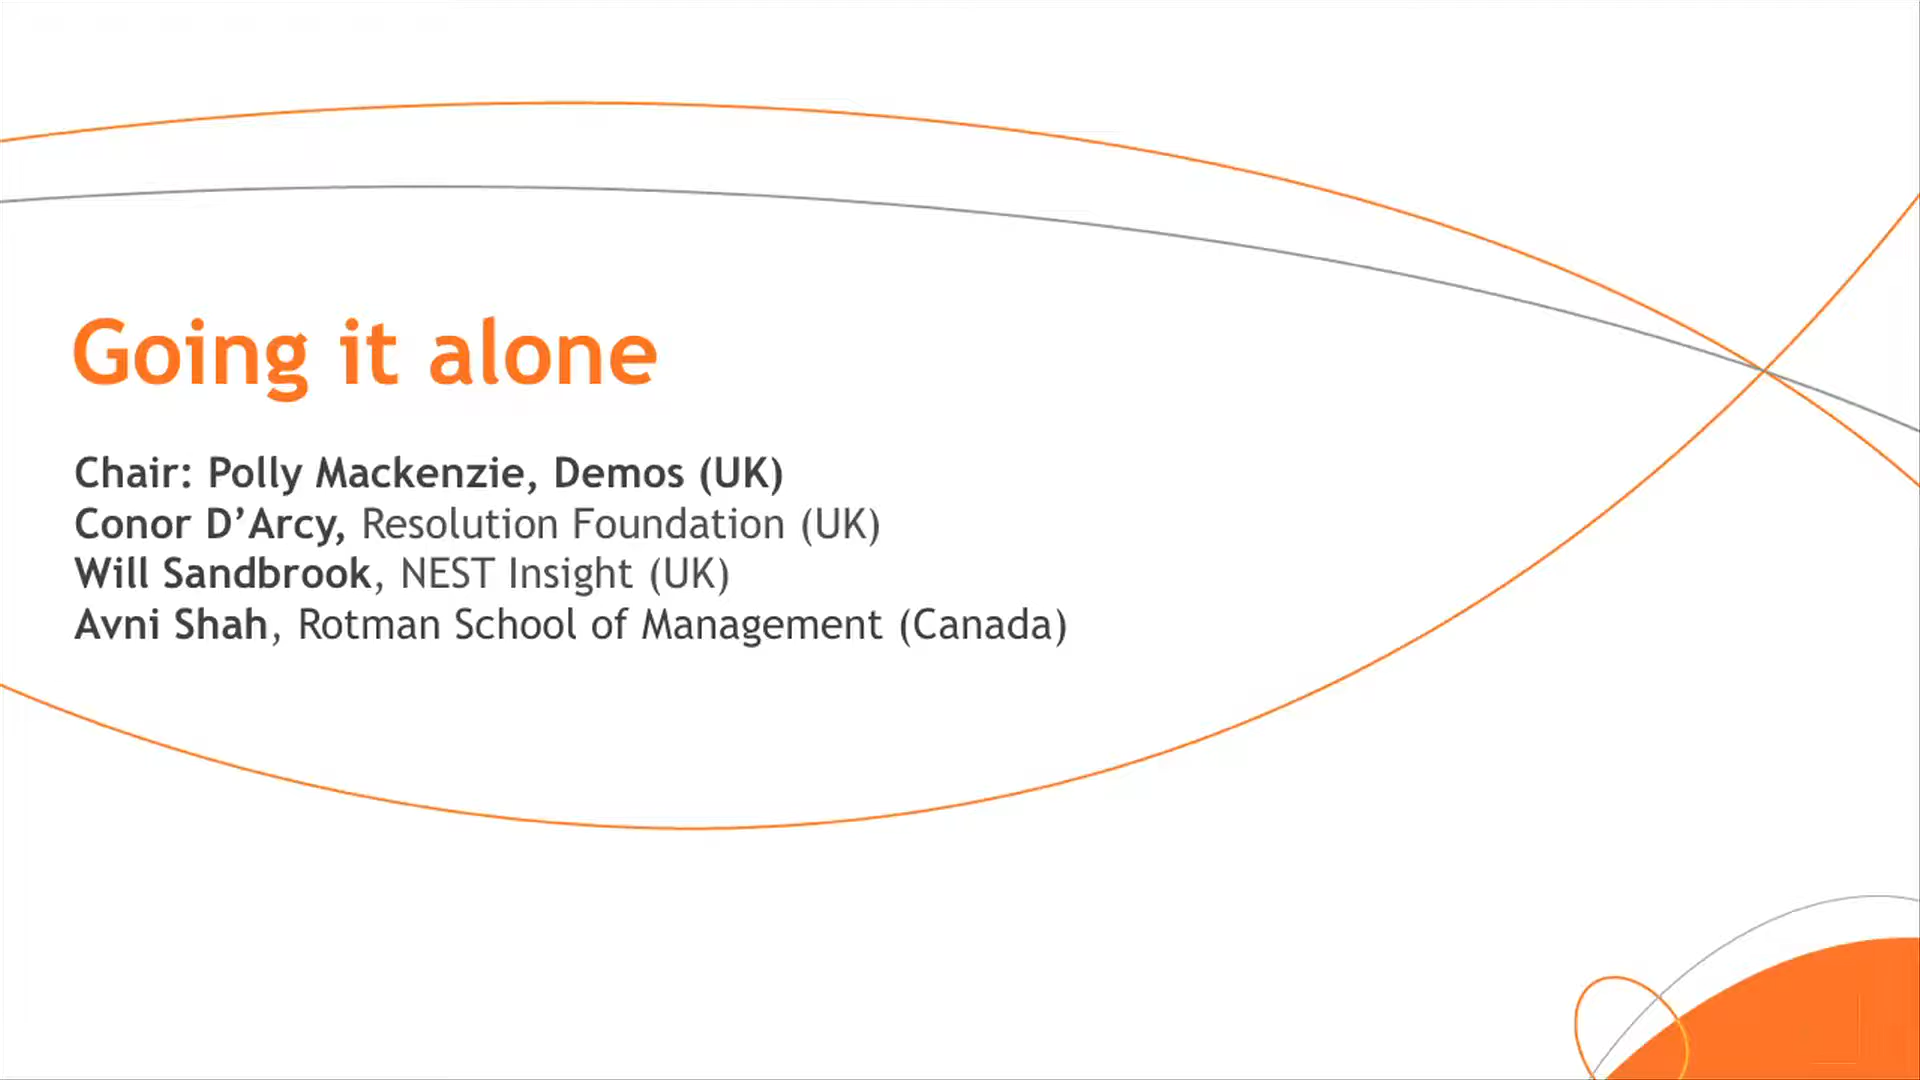 Going it alone
Chair: Polly Mackenzie, Demos (UK)
Conor D’Arcy, Resolution Foundation (UK)
Will Sandbrook, NEST Insight (UK)
Avni Shah, Rotman School of Management (Canada)